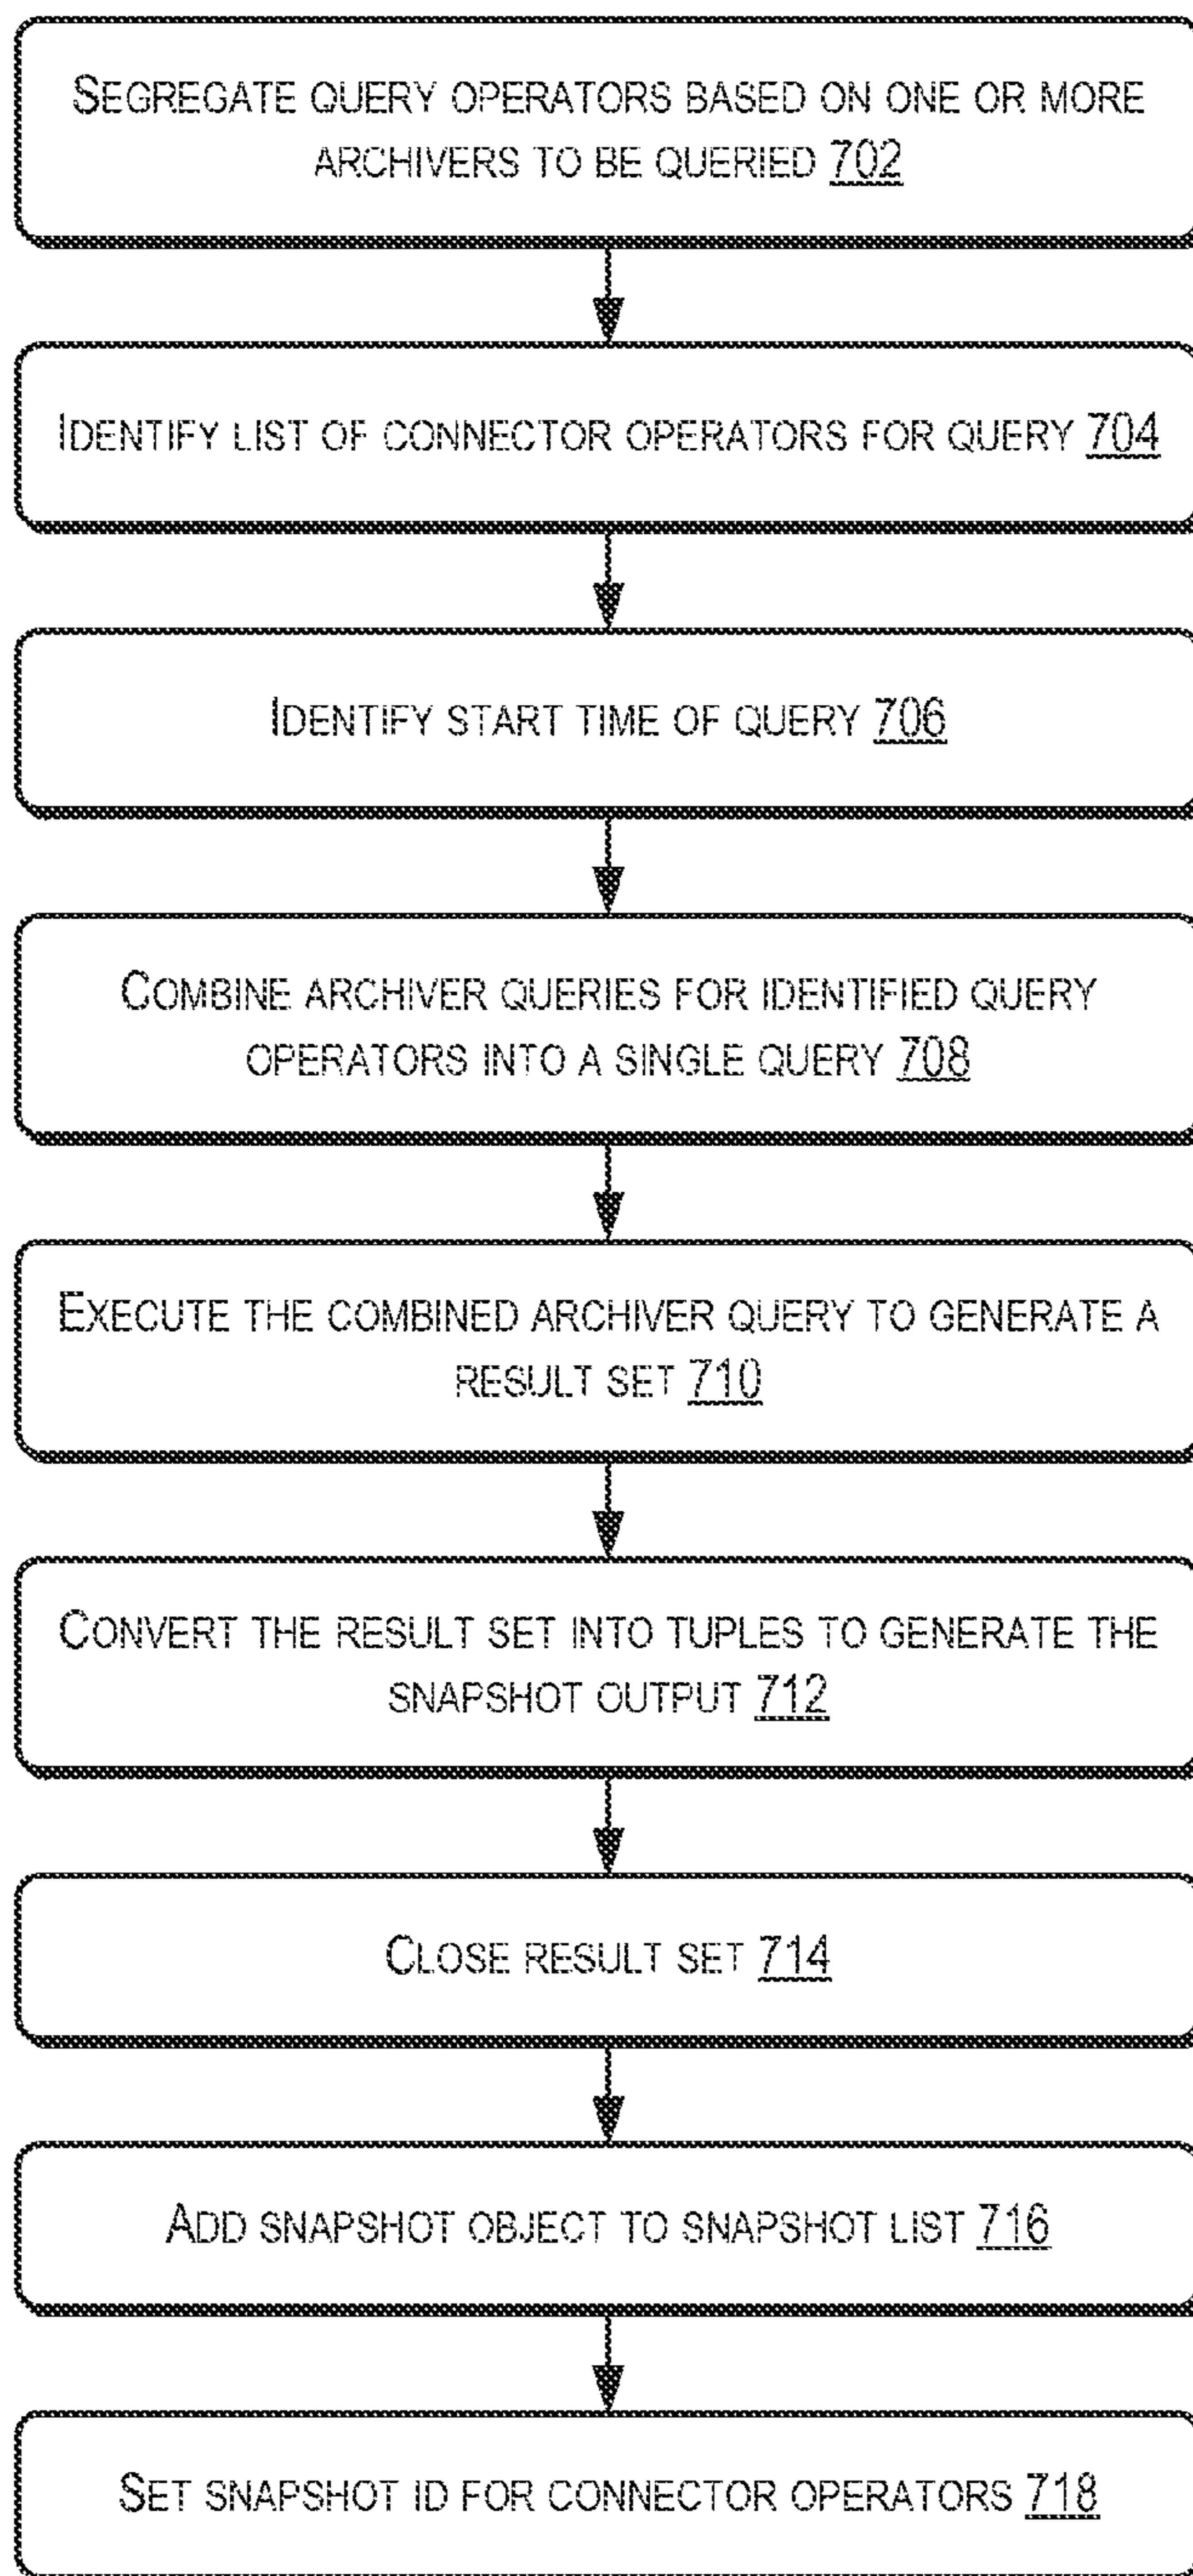 SEGREGATE QUERY OPERATORS BASED ON ONE OR MORE
ARCHIVERS TO BE QUERIED 702
IDENTIFY LIST OF CONNECTOR OPERATORS FOR QUERY 704
IDENTIFY START TIME OF QUERY 706
COMBINE ARCHIVER QUERIES FOR IDENTIFIED QUERY
OPERATORS INTO A SINGLE QUERY 708
EXECUTE THE COMBINED ARCHIVER QUERY TO GENERATE A
RESULT SET 710
CONVERT THE RESULT SET INTO TUPLES TO GENERATE THE
SNAPSHOT OUTPUT 712
CLOSE RESULT SET 714
ADD SNAPSHOT OBJECT TO SNAPSHOT LIST 716
SET SNAPSHOT ID FOR CONNECTOR OPERATORS 718